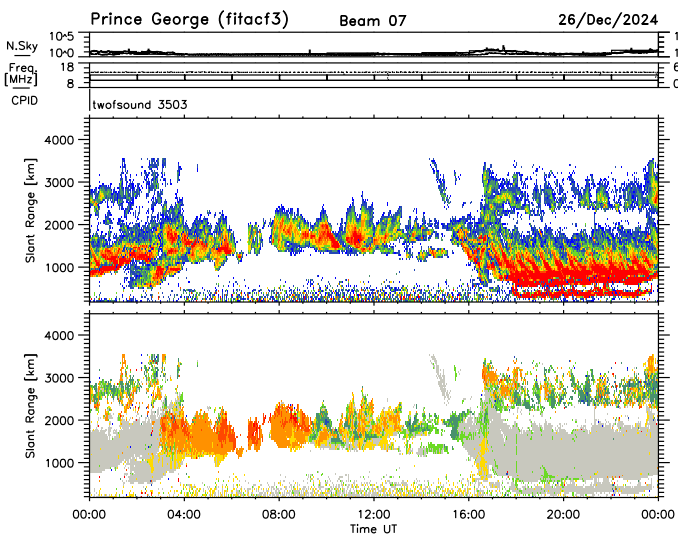 Prince George (fitacf3) Beam 07 26/Dec/2024
N.Sky 10^5 10^0
Freq. [MHz] 18 8
CPID twofsound 3503
Slant Range [km] 4000 3000 2000 1000
Slant Range [km] 4000 3000 2000 1000
00:00 04:00 08:00 12:00 16:00 20:00 00:00
Time UT